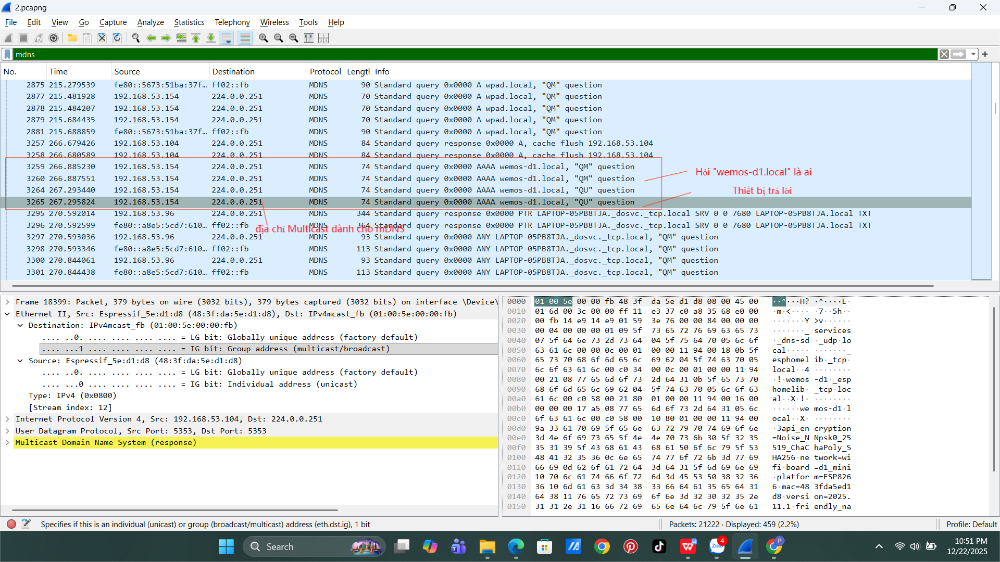 2.pcapng
File Edit View Go Capture Analyze Statistics Telephony Wireless Tools Help
mdns
No. Time Source Destination Protocol Length Info
2875 215.279539 fe80::5673:51ba:37f… ff02::fb MDNS 90 Standard query 0x0000 A wpad.local, "QM" question
2877 215.481928 192.168.53.154 224.0.0.251 MDNS 70 Standard query 0x0000 A wpad.local, "QM" question
2878 215.484207 192.168.53.154 224.0.0.251 MDNS 70 Standard query 0x0000 A wpad.local, "QM" question
2879 215.684435 192.168.53.154 224.0.0.251 MDNS 70 Standard query 0x0000 A wpad.local, "QM" question
2881 215.688859 fe80::5673:51ba:37f… ff02::fb MDNS 90 Standard query 0x0000 A wpad.local, "QM" question
3257 266.679426 192.168.53.104 224.0.0.251 MDNS 84 Standard query response 0x0000 A, cache flush 192.168.53.104
3258 266.680589 192.168.53.104 224.0.0.251 MDNS 84 Standard query response 0x0000 A, cache flush 192.168.53.104
3259 266.885230 192.168.53.154 224.0.0.251 MDNS 74 Standard query 0x0000 AAAA wemos-d1.local, "QM" question
Hỏi "wemos-d1.local" là ai
3260 266.887551 192.168.53.154 224.0.0.251 MDNS 74 Standard query 0x0000 AAAA wemos-d1.local, "QM" question
3264 267.293440 192.168.53.154 224.0.0.251 MDNS 74 Standard query 0x0000 AAAA wemos-d1.local, "QU" question
Thiết bị trả lời
3265 267.295824 192.168.53.154 224.0.0.251 MDNS 74 Standard query 0x0000 AAAA wemos-d1.local, "QU" question
3295 270.592014 192.168.53.96 224.0.0.251 MDNS 344 Standard query response 0x0000 PTR LAPTOP-05PB8TJA._dosvc._tcp.local SRV 0 0 7680 LAPTOP-05PB8TJA.local TXT
3296 270.592599 fe80::a8e5:5cd7:610… ff02::fb MDNS 364 Standard query response 0x0000 PTR LAPTOP-05PB8TJA._dosvc._tcp.local SRV 0 0 7680 LAPTOP-05PB8TJA.local TXT
địa chỉ Multicast dành cho mDNS
3297 270.593036 192.168.53.96 224.0.0.251 MDNS 93 Standard query 0x0000 ANY LAPTOP-05PB8TJA._dosvc._tcp.local, "QM" question
3298 270.593346 fe80::a8e5:5cd7:610… ff02::fb MDNS 113 Standard query 0x0000 ANY LAPTOP-05PB8TJA._dosvc._tcp.local, "QM" question
3300 270.844061 192.168.53.96 224.0.0.251 MDNS 93 Standard query 0x0000 ANY LAPTOP-05PB8TJA._dosvc._tcp.local, "QM" question
3301 270.844438 fe80::a8e5:5cd7:610… ff02::fb MDNS 113 Standard query 0x0000 ANY LAPTOP-05PB8TJA._dosvc._tcp.local, "QM" question
Frame 18399: Packet, 379 bytes on wire (3032 bits), 379 bytes captured (3032 bits) on interface \Device\
Ethernet II, Src: Espressif_5e:d1:d8 (48:3f:da:5e:d1:d8), Dst: IPv4mcast_fb (01:00:5e:00:00:fb)
Destination: IPv4mcast_fb (01:00:5e:00:00:fb)
.... ..0. .... .... .... .... = LG bit: Globally unique address (factory default)
.... ...1 .... .... .... .... = IG bit: Group address (multicast/broadcast)
Source: Espressif_5e:d1:d8 (48:3f:da:5e:d1:d8)
.... ..0. .... .... .... .... = LG bit: Globally unique address (factory default)
.... ...0 .... .... .... .... = IG bit: Individual address (unicast)
Type: IPv4 (0x0800)
[Stream index: 12]
Internet Protocol Version 4, Src: 192.168.53.104, Dst: 224.0.0.251
User Datagram Protocol, Src Port: 5353, Dst Port: 5353
Multicast Domain Name System (response)
0000 01 00 5e 00 00 fb 48 3f da 5e d1 d8 08 00 45 00 ··^···H? ·^····E·
0010 01 6d 00 3c 00 00 ff 11 e3 37 c0 a8 35 68 e0 00 ·m·<···· ·7··5h··
0020 00 fb 14 e9 14 e9 01 59 3e 76 00 00 84 00 00 00 ·······Y >v······
0030 00 04 00 00 00 01 09 5f 73 65 72 76 69 63 65 73 ·······_ services
0040 07 5f 64 6e 73 2d 73 64 04 5f 75 64 70 05 6c 6f ·_dns-sd ·_udp·lo
0050 63 61 6c 00 00 0c 00 01 00 00 11 94 00 18 0b 5f cal····· ·······_
0060 65 73 70 68 6f 6d 65 6c 69 62 04 5f 74 63 70 05 esphomel ib·_tcp·
0070 6c 6f 63 61 6c 00 c0 34 00 0c 00 01 00 00 11 94 local··4 ········
0080 00 21 08 77 65 6d 6f 73 2d 64 31 0b 5f 65 73 70 ·!·wemos -d1·_esp
0090 68 6f 6d 65 6c 69 62 04 5f 74 63 70 05 6c 6f 63 homelib· _tcp·loc
00a0 61 6c 00 c0 58 00 21 80 01 00 00 11 94 00 16 00 al··X·!· ········
00b0 00 00 00 17 a5 08 77 65 6d 6f 73 2d 64 31 05 6c ······we mos-d1·l
00c0 6f 63 61 6c 00 c0 58 00 10 80 01 00 00 11 94 00 ocal··X· ········
00d0 9a 33 61 70 69 5f 65 6e 63 72 79 70 74 69 6f 6e ·3api_en cryption
00e0 3d 4e 6f 69 73 65 5f 4e 4e 70 73 6b 30 5f 32 35 =Noise_N Npsk0_25
00f0 35 31 39 5f 43 68 61 43 68 61 50 6f 6c 79 5f 53 519_ChaC haPoly_S
0100 48 41 32 35 36 0c 6e 65 74 77 6f 72 6b 3d 77 69 HA256·ne twork=wi
0110 66 69 0d 62 6f 61 72 64 3d 64 31 5f 6d 69 6e 69 fi·board =d1_mini
0120 10 70 6c 61 74 66 6f 72 6d 3d 45 53 50 38 32 36 ·platfor m=ESP826
0130 36 10 6d 61 63 3d 34 38 33 66 64 61 35 65 64 31 6·mac=48 3fda5ed1
0140 64 38 11 76 65 72 73 69 6f 6e 3d 32 30 32 35 2e d8·versi on=2025.
0150 31 31 2e 31 16 66 72 69 65 6e 64 6c 79 5f 6e 61 11.1·fri endly_na
Specifies if this is an individual (unicast) or group (broadcast/multicast) address (eth.dst.ig), 1 bit
Packets: 21222 · Displayed: 459 (2.2%)
Profile: Default
Search
Zalo
4
P
10:51 PM
12/22/2025